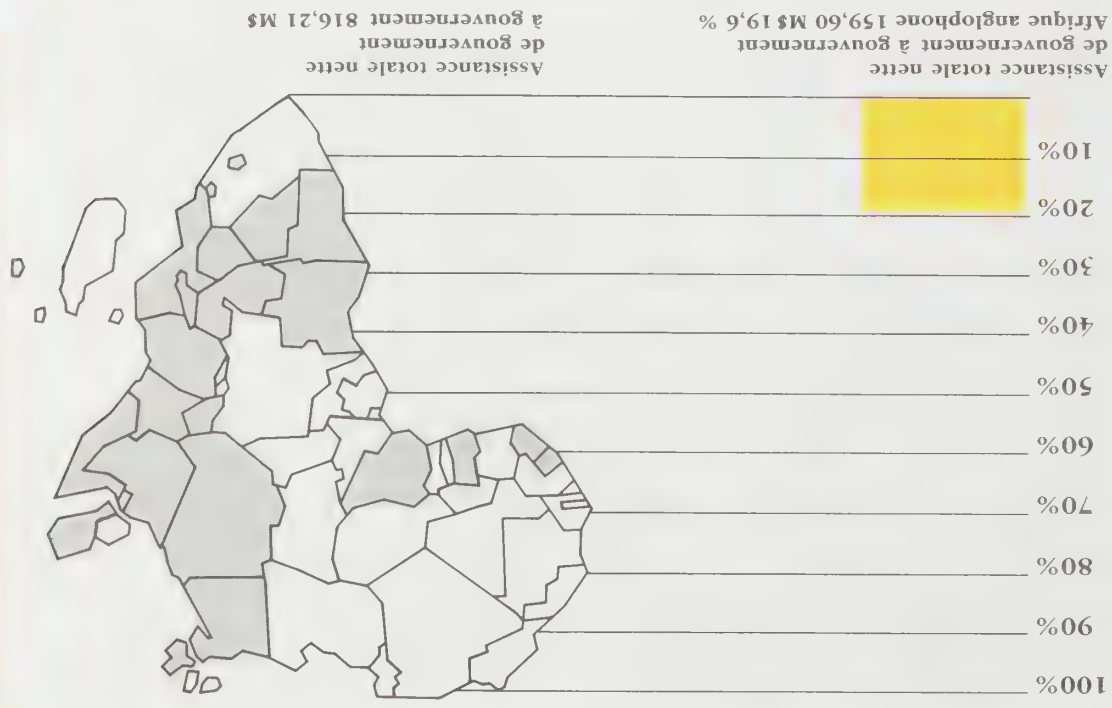 100%
90%
80%
70%
60%
50%
40%
30%
20%
10%
Assistance totale nette
de gouvernement à gouvernement
Afrique anglophone 159,60 M$ 19,6 %
Assistance totale nette
de gouvernement
à gouvernement 816,21 M$